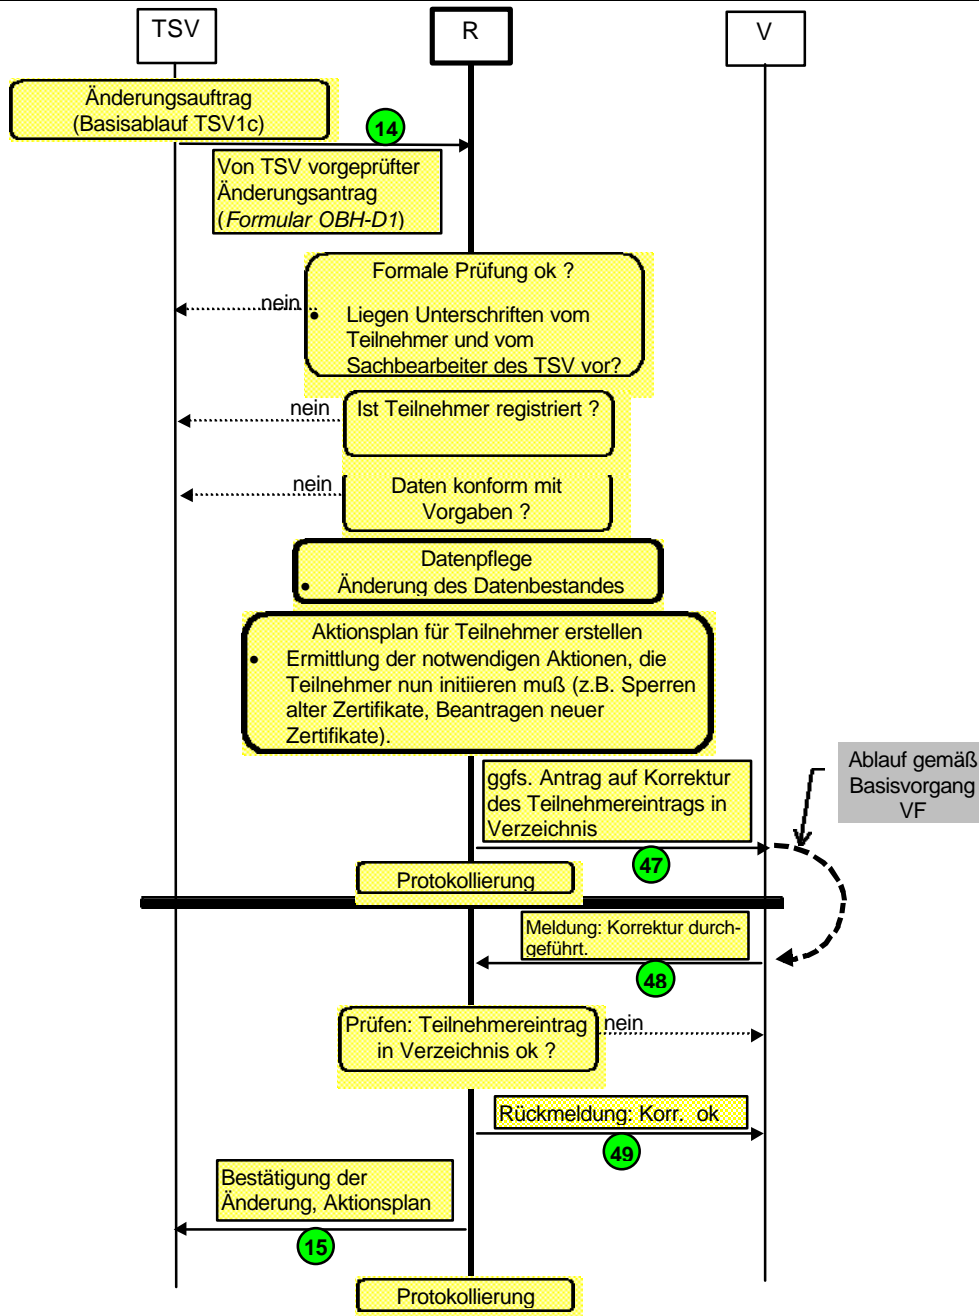 TSV
R
V
Änderungsauftrag
(Basisablauf TSV1c)
14
Von TSV vorgeprüfter
Änderungsantrag
(Formular OBH-D1)
Formale Prüfung ok ?
nein
• Liegen Unterschriften vom
Teilnehmer und vom
Sachbearbeiter des TSV vor?
nein
Ist Teilnehmer registriert ?
nein
Daten konform mit
Vorgaben ?
Datenpflege
• Änderung des Datenbestandes
Aktionsplan für Teilnehmer erstellen
• Ermittlung der notwendigen Aktionen, die
Teilnehmer nun initiieren muß (z.B. Sperren
alter Zertifikate, Beantragen neuer
Zertifikate).
ggfs. Antrag auf Korrektur
des Teilnehmereintrags in
Verzeichnis
Ablauf gemäß
Basisvorgang
VF
47
Protokollierung
Meldung: Korrektur durch-
geführt.
48
Prüfen: Teilnehmereintrag
in Verzeichnis ok ?
nein
Rückmeldung: Korr. ok
49
Bestätigung der
Änderung, Aktionsplan
15
Protokollierung